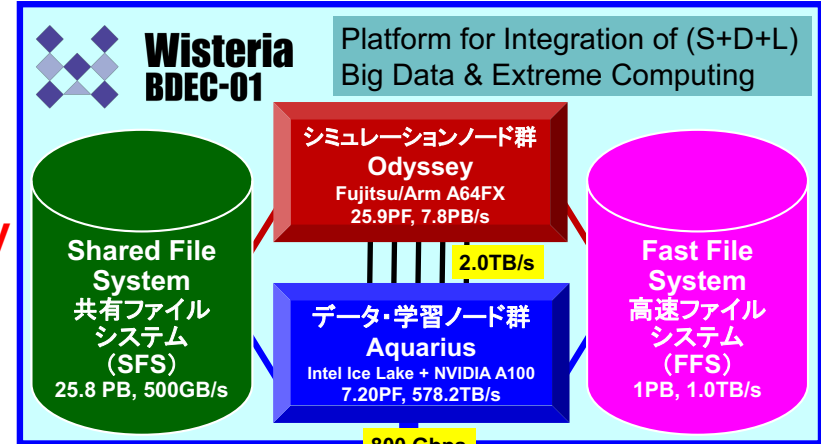 Wisteria
BDEC-01
Platform for Integration of (S+D+L)
Big Data & Extreme Computing
シミュレーションノード群
Odyssey
Fujitsu/Arm A64FX
25.9PF, 7.8PB/s
2.0TB/s
Shared File
System
共有ファイル
システム
(SFS)
25.8 PB, 500GB/s
データ・学習ノード群
Aquarius
Intel Ice Lake + NVIDIA A100
7.20PF, 578.2TB/s
Fast File
System
高速ファイル
システム
(FFS)
1PB, 1.0TB/s
800 Gbps